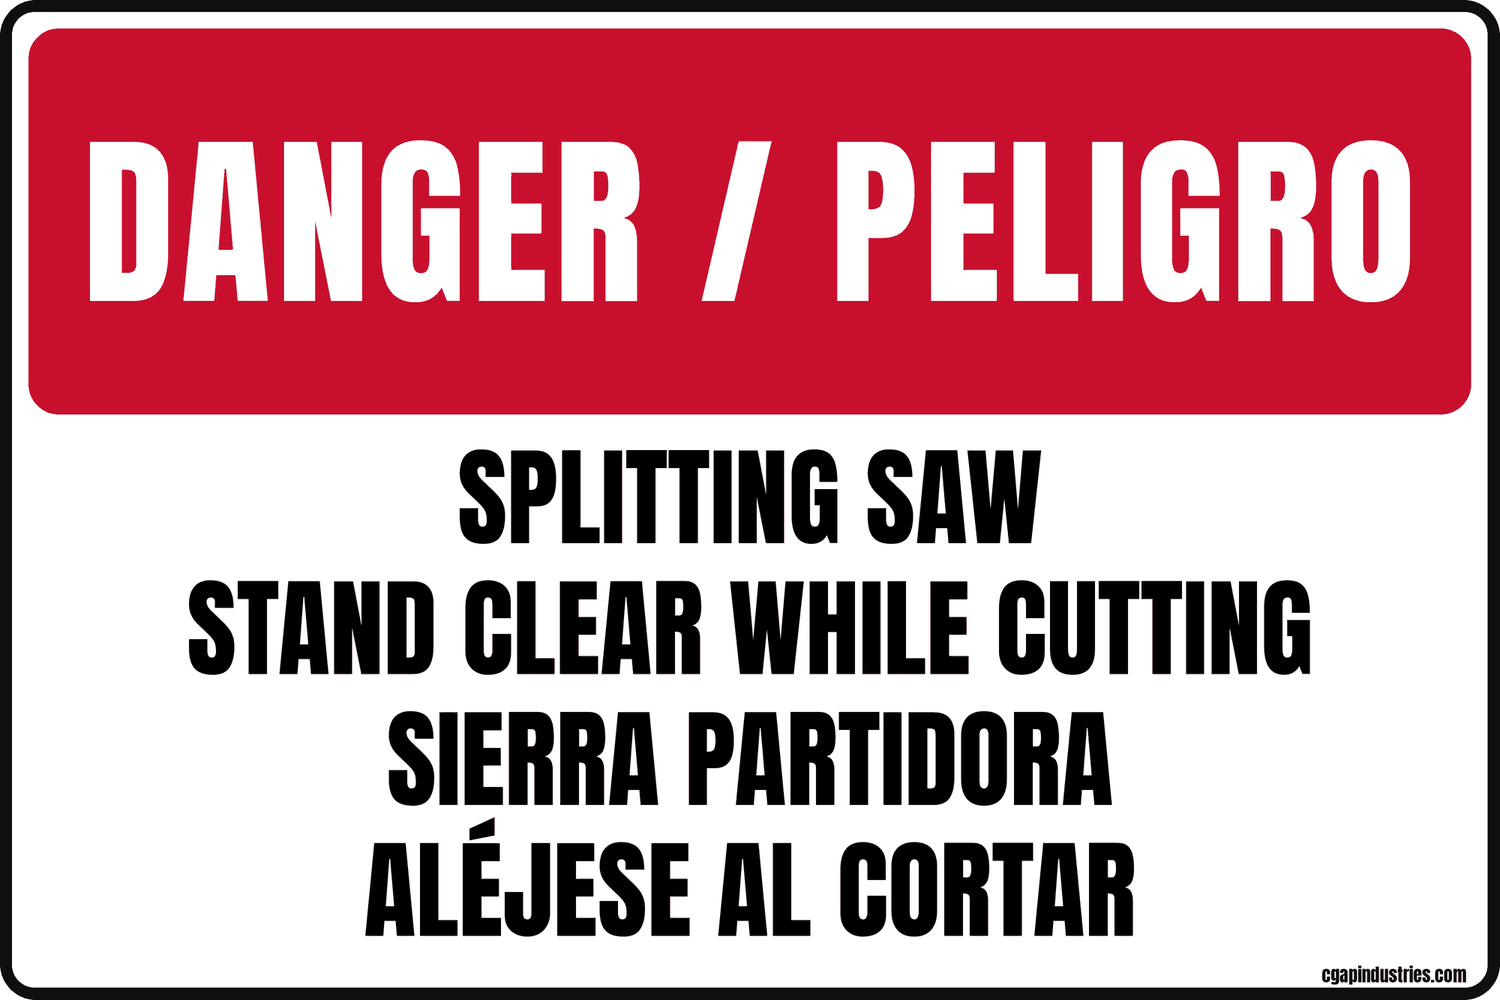 DANGER / PELIGRO
SPLITTING SAW
STAND CLEAR WHILE CUTTING
SIERRA PARTIDORA
ALÉJESE AL CORTAR
cgapindustries.com